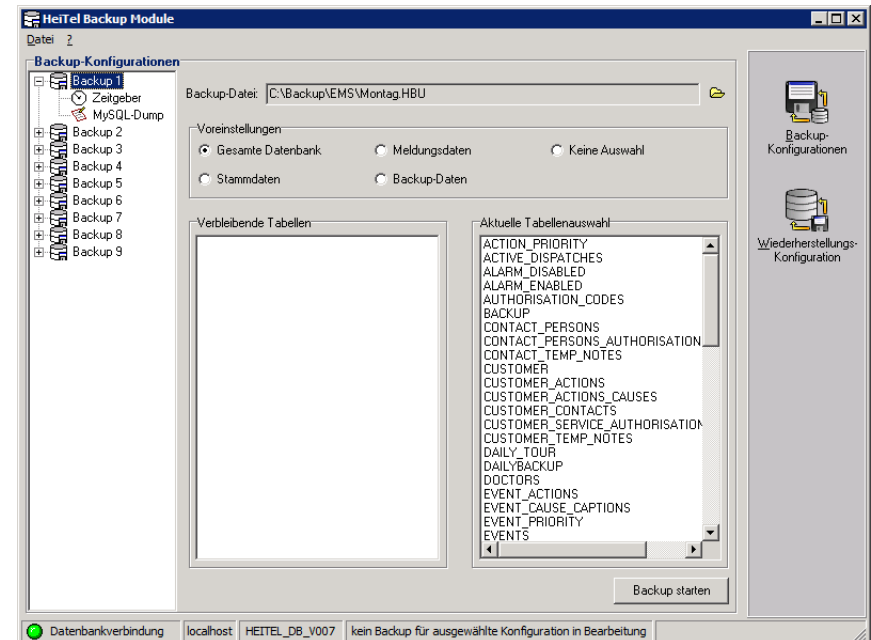 HeiTel Backup Module
Datei ?
Backup-Konfigurationen
Backup 1
Zeitgeber
MySQL-Dump
Backup 2
Backup 3
Backup 4
Backup 5
Backup 6
Backup 7
Backup 8
Backup 9
Backup-Datei: C:\Backup\EMS\Montag.HBU
Voreinstellungen
Gesamte Datenbank Meldungsdaten Keine Auswahl
Stammdaten Backup-Daten
Verbleibende Tabellen
Aktuelle Tabellenauswahl
ACTION_PRIORITY
ACTIVE_DISPATCHES
ALARM_DISABLED
ALARM_ENABLED
AUTHORISATION_CODES
BACKUP
CONTACT_PERSONS
CONTACT_PERSONS_AUTHORISATION
CONTACT_TEMP_NOTES
CUSTOMER
CUSTOMER_ACTIONS
CUSTOMER_ACTIONS_CAUSES
CUSTOMER_CONTACTS
CUSTOMER_SERVICE_AUTHORISATION
CUSTOMER_TEMP_NOTES
DAILY_TOUR
DAILYBACKUP
DOCTORS
EVENT_ACTIONS
EVENT_CAUSE_CAPTIONS
EVENT_PRIORITY
EVENTS
Backup starten
Backup-
Konfigurationen
Wiederherstellungs-
Konfiguration
Datenbankverbindung localhost HEITEL_DB_V007 kein Backup für ausgewählte Konfiguration in Bearbeitung